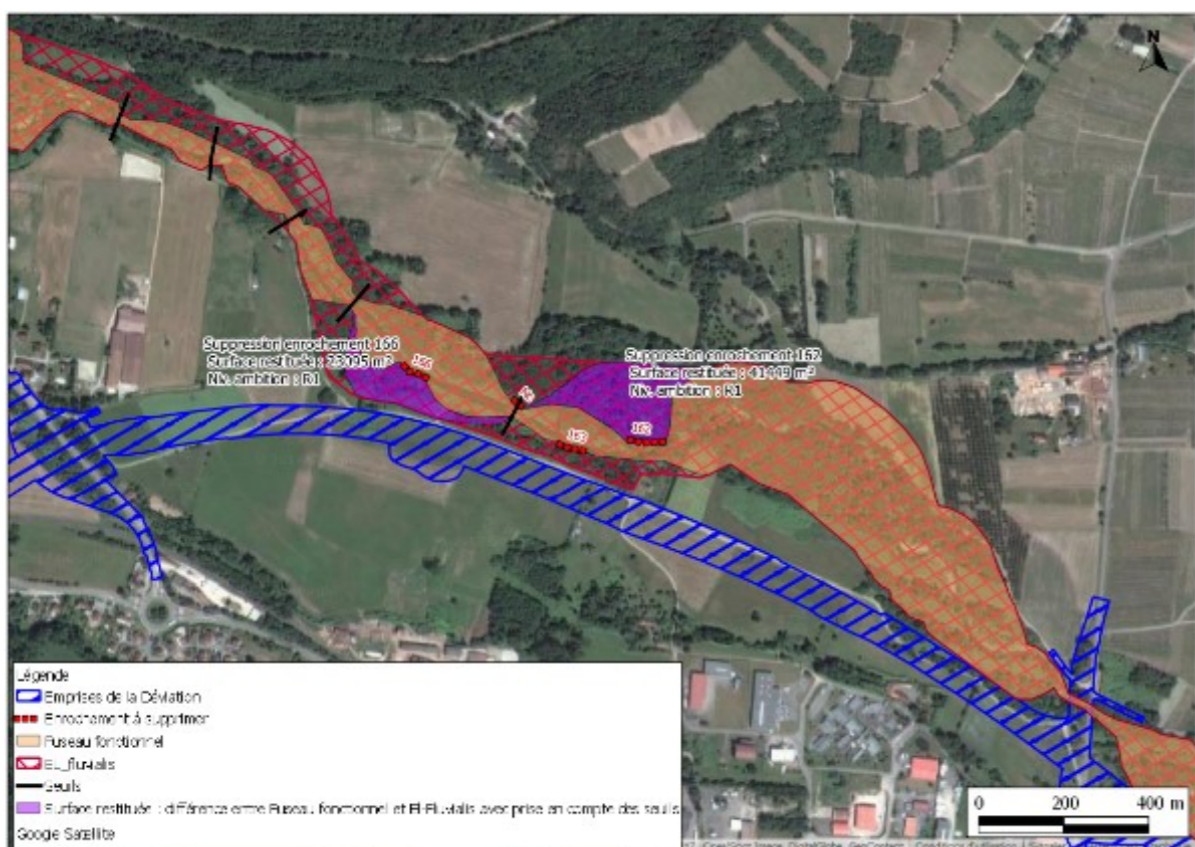 N
Suppression enrochement 166
Surface restituée : 23095 m²
Niv. ambition : R1
Suppression enrochement 162
Surface restituée : 41449 m²
Niv. ambition : R1
166
163
162
Légende
Emprises de la Déviation
Enrochement à supprimer
Fuseau fonctionnel
EL_fluvialis
Seuils
Surface restituée : différence entre Fuseau fonctionnel et El-Fluvialis avec prise en compte des seuils
Google Satellite
0 200 400 m